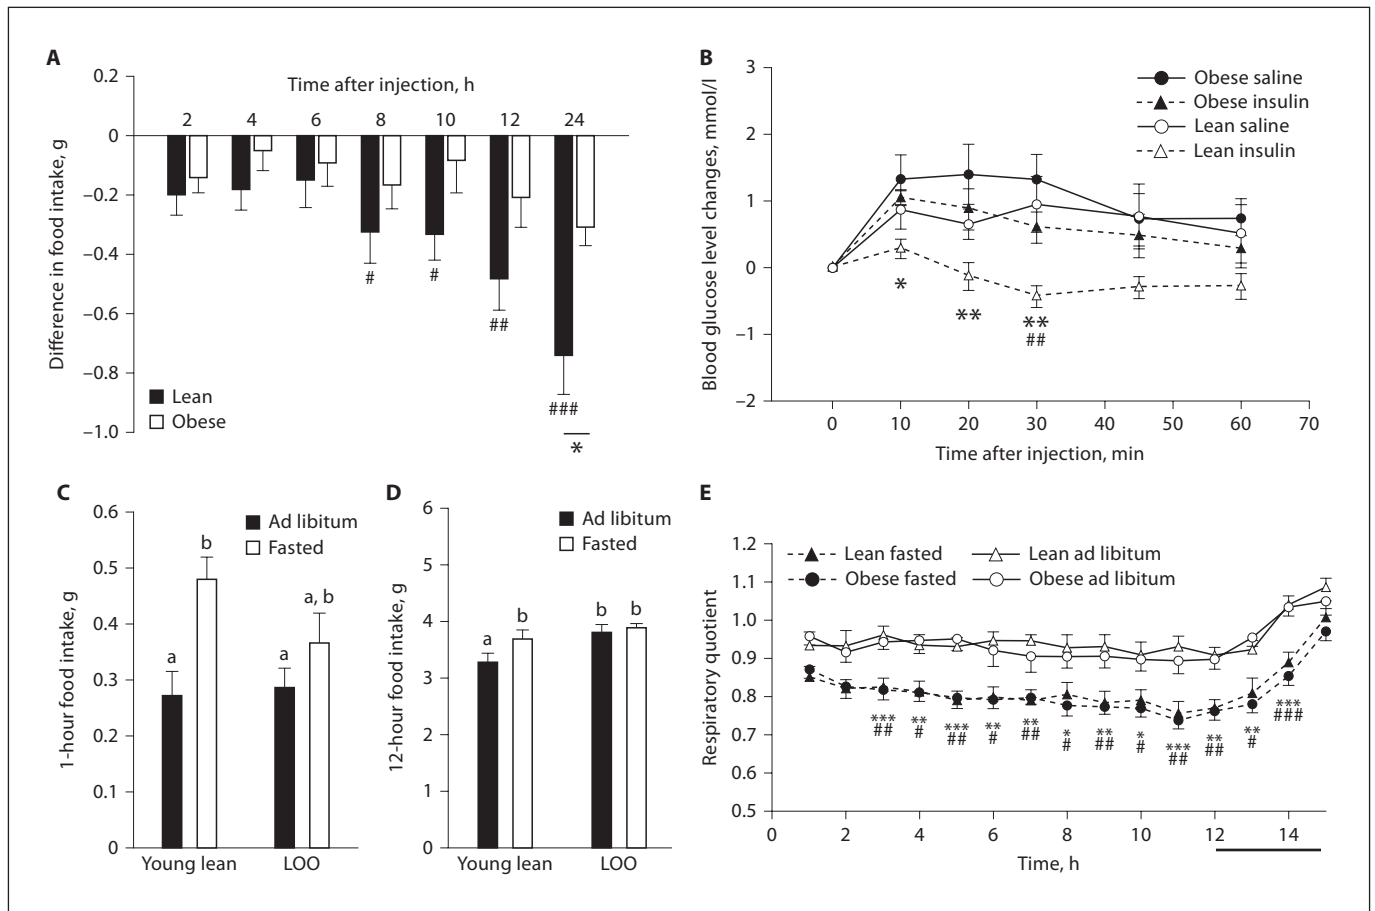 A
Time after injection, h
0.2
0
–0.2
–0.4
–0.6
–0.8
–1.0
Difference in food intake, g
2 4 6 8 10 12 24
# # ## ###
*
Lean
Obese
B
3
2
1
0
–1
–2
Blood glucose level changes, mmol/l
Obese saline
Obese insulin
Lean saline
Lean insulin
* ** **
##
0 10 20 30 40 50 60 70
Time after injection, min
C
0.6
0.5
0.4
0.3
0.2
0.1
0
1-hour food intake, g
Ad libitum
Fasted
a b a a, b
Young lean LOO
D
6
5
4
3
2
1
0
12-hour food intake, g
Ad libitum
Fasted
a b b b
Young lean LOO
E
1.2
1.1
1.0
0.9
0.8
0.7
0.6
0.5
Respiratory quotient
Lean fasted Lean ad libitum
Obese fasted Obese ad libitum
*** ** *** ** ** * ** * *** ** ** ***
## # ## # ## # ## # ## ## # ###
0 2 4 6 8 10 12 14
Time, h